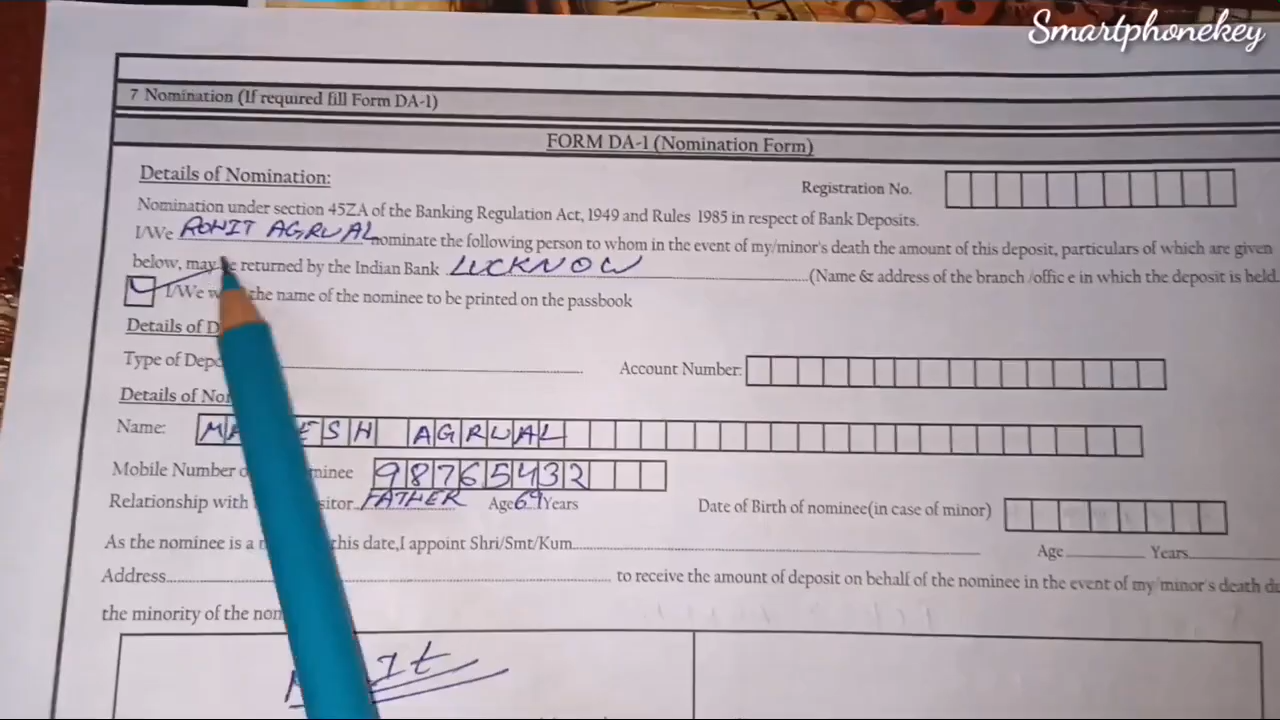 Smartphonekey
7 Nomination (If required fill Form DA-1)
FORM DA-1 (Nomination Form)
Details of Nomination:
Registration No.
Nomination under section 45ZA of the Banking Regulation Act, 1949 and Rules 1985 in respect of Bank Deposits.
I/We ROHIT AGRUAL nominate the following person to whom in the event of my/minor's death the amount of this deposit, particulars of which are given
below, may be returned by the Indian Bank LUCKNOW (Name & address of the branch /offic e in which the deposit is held.
I/We the name of the nominee to be printed on the passbook
Details of
Type of Account Number:
Details of
Name: ESH AGRUAL
Mobile Number 98765432
Relationship with FATHER Age 69 Years Date of Birth of nominee(in case of minor)
As the nominee is a this date,I appoint Shri/Smt/Kum Age Years
Address to receive the amount of deposit on behalf of the nominee in the event of my/minor's death
the minority of the